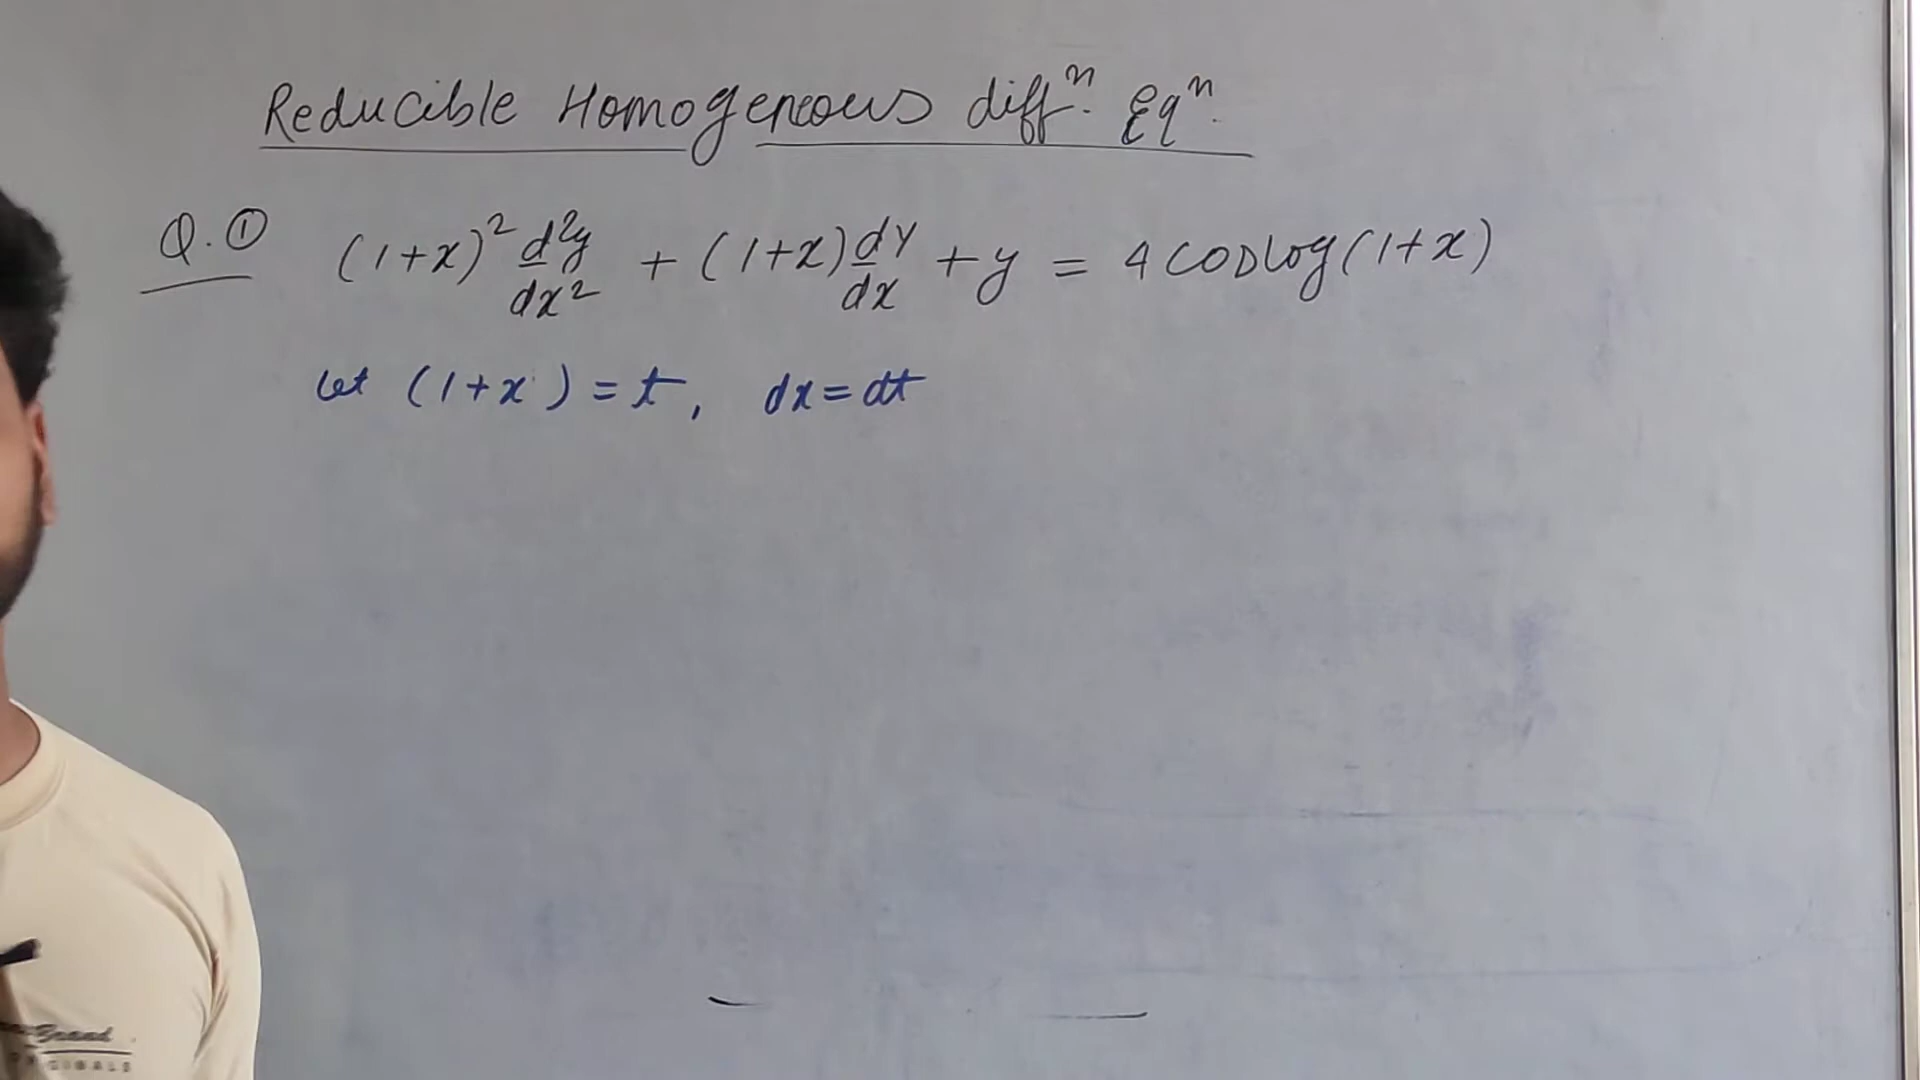 Reducible Homogeneous diffⁿ. Eqⁿ.
Q.① (1+x)² d²y/dx² + (1+x) dy/dx + y = 4 cos log(1+x)
let (1+x) = t, dx = dt